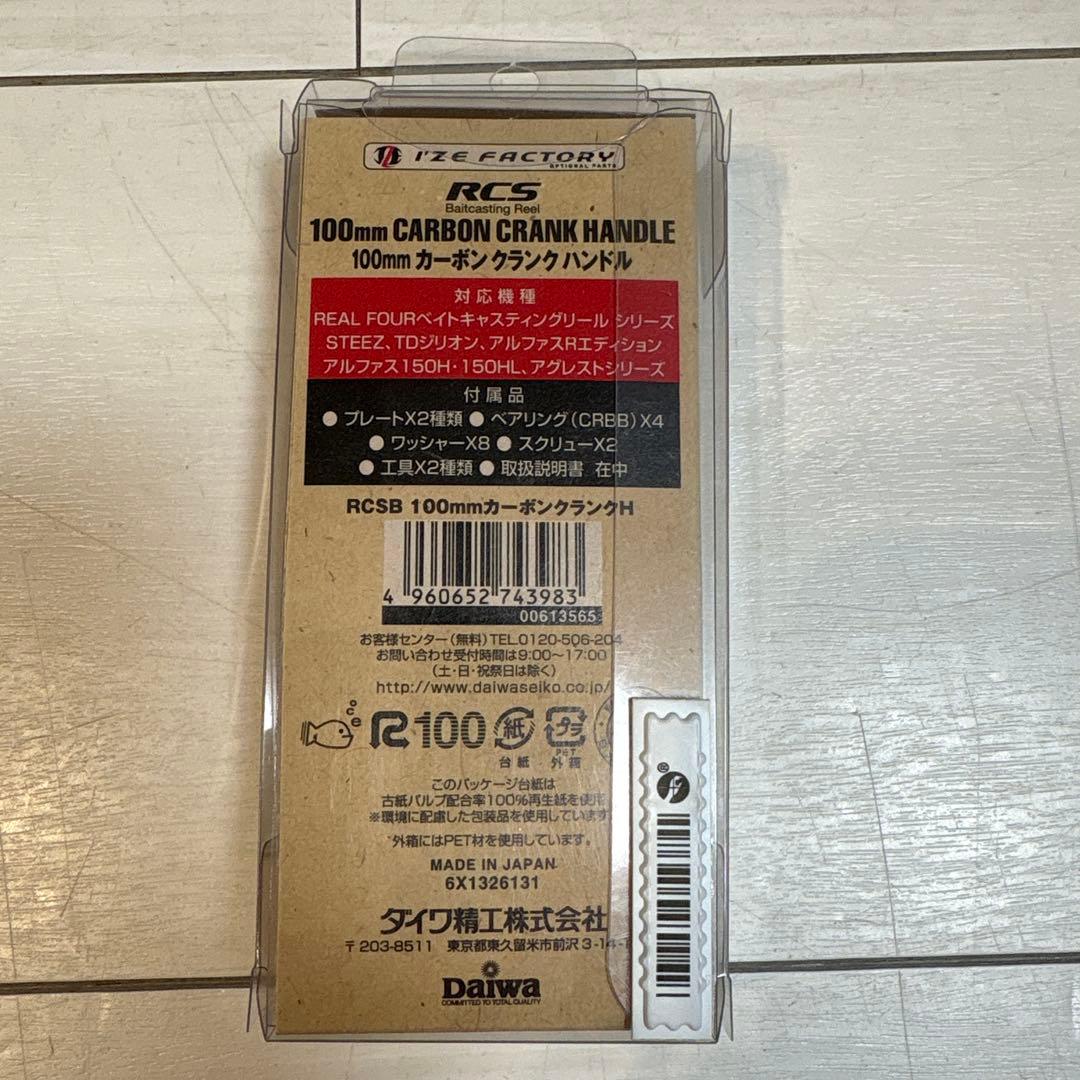 I'ZE FACTORY
OPTIONAL PARTS
RCS
Baitcasting Reel
100mm CARBON CRANK HANDLE
100mm カーボン クランク ハンドル
対応機種
REAL FOURベイトキャスティングリール シリーズ
STEEZ、TDジリオン、アルファスRエディション
アルファス150H・150HL、アグレストシリーズ
付属品
● プレートX2種類 ● ベアリング(CRBB)X4
● ワッシャーX8 ● スクリューX2
● 工具X2種類 ● 取扱説明書 在中
RCSB 100mmカーボンクランクH
4 960652 743983
00613565
お客様センター(無料)TEL.0120-506-204
お問い合わせ受付時間は9:00〜17:00
(土・日・祝祭日は除く)
http://www.daiwaseiko.co.jp/
R100 紙 プラ
台紙 PET 外箱
このパッケージ台紙は
古紙パルプ配合率100%再生紙を使用
※環境に配慮した包装品を使用しています
*外箱にはPET材を使用しています。
MADE IN JAPAN
6X1326131
ダイワ精工株式会社
〒203-8511 東京都東久留米市前沢3-14-
Daiwa
COMMITTED TO TOTAL QUALITY